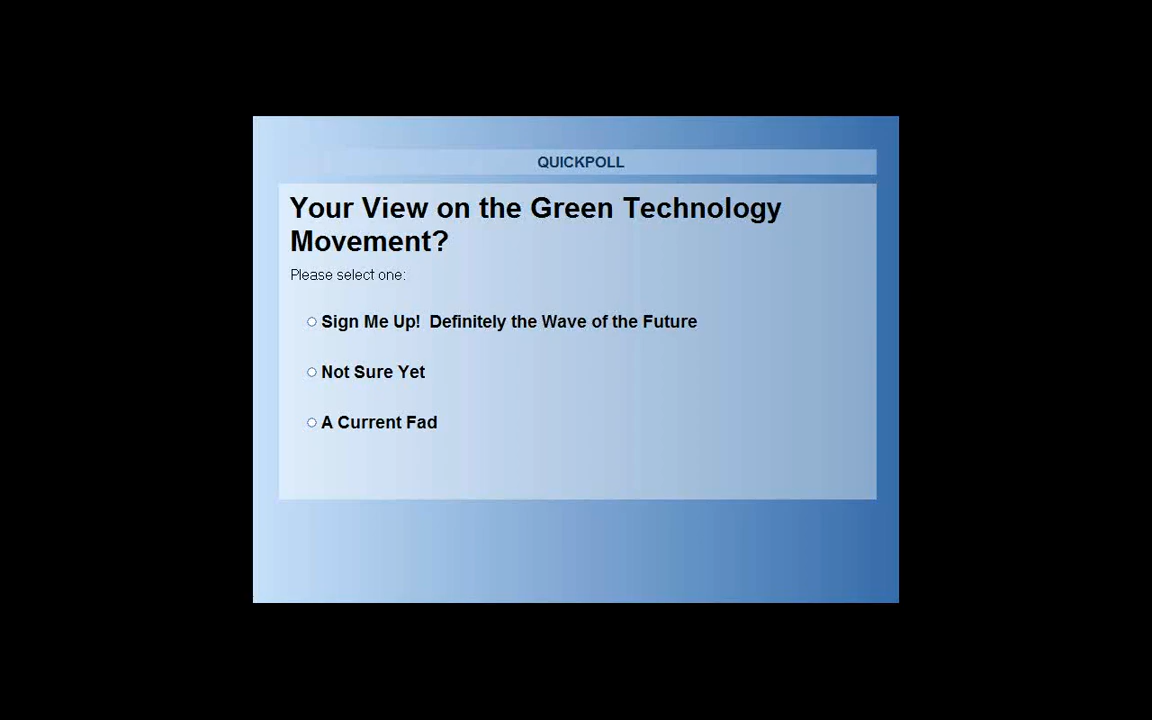 QUICKPOLL
Your View on the Green Technology
Movement?
Please select one:
Sign Me Up!  Definitely the Wave of the Future
Not Sure Yet
A Current Fad